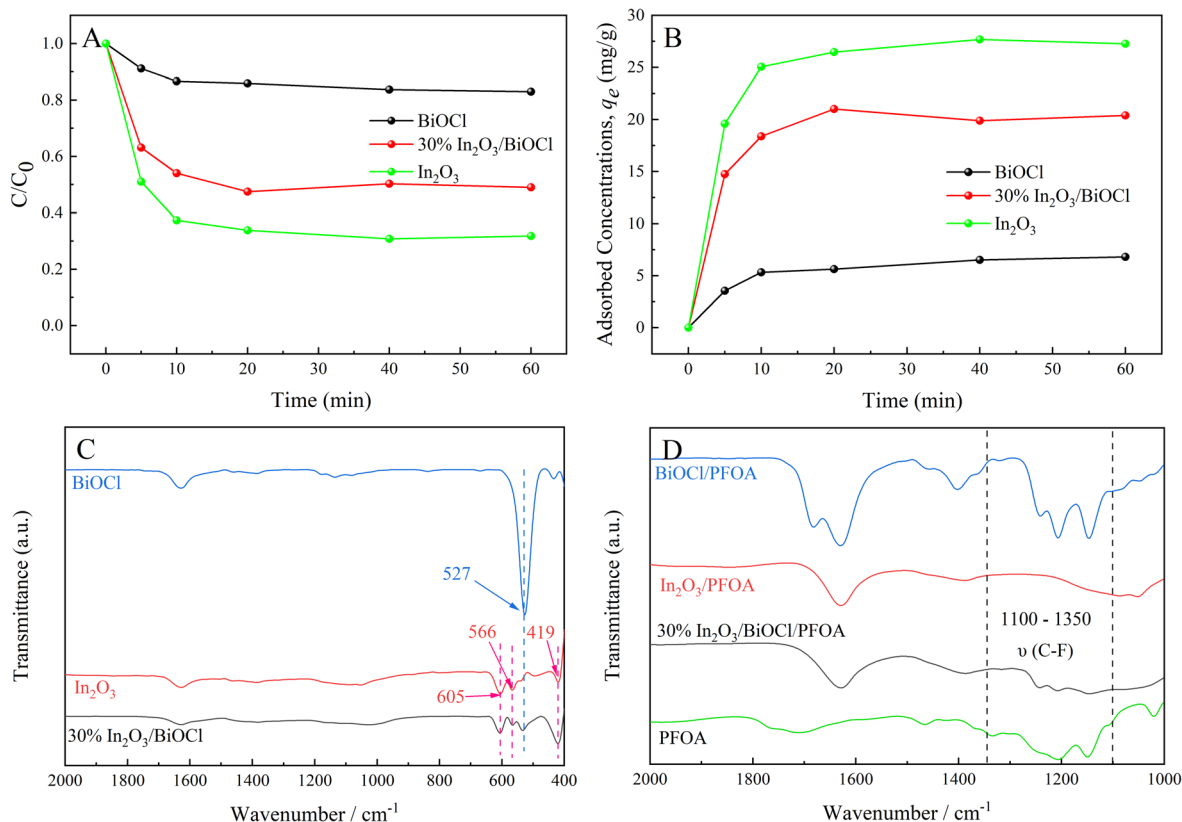 A
1.0
0.8
0.6
0.4
0.2
0.0
C/C₀
BiOCl
30% In₂O₃/BiOCl
In₂O₃
0 10 20 30 40 50 60
Time (min)
B
30
25
20
15
10
5
0
Adsorbed Concentrations, qₑ (mg/g)
BiOCl
30% In₂O₃/BiOCl
In₂O₃
0 10 20 30 40 50 60
Time (min)
C
BiOCl
527
566 419
In₂O₃ 605
30% In₂O₃/BiOCl
Transmittance (a.u.)
2000 1800 1600 1400 1200 1000 800 600 400
Wavenumber / cm⁻¹
D
BiOCl/PFOA
In₂O₃/PFOA
30% In₂O₃/BiOCl/PFOA
1100 - 1350
υ (C-F)
PFOA
Transmittance (a.u.)
2000 1800 1600 1400 1200 1000
Wavenumber / cm⁻¹